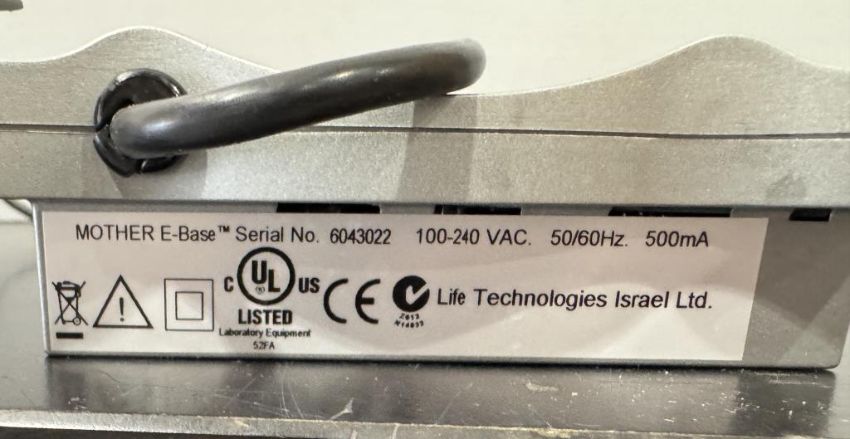 MOTHER E-Base™ Serial No. 6043022 100-240 VAC. 50/60Hz. 500mA
C UL US
LISTED
Laboratory Equipment
52FA
CE
Life Technologies Israel Ltd.